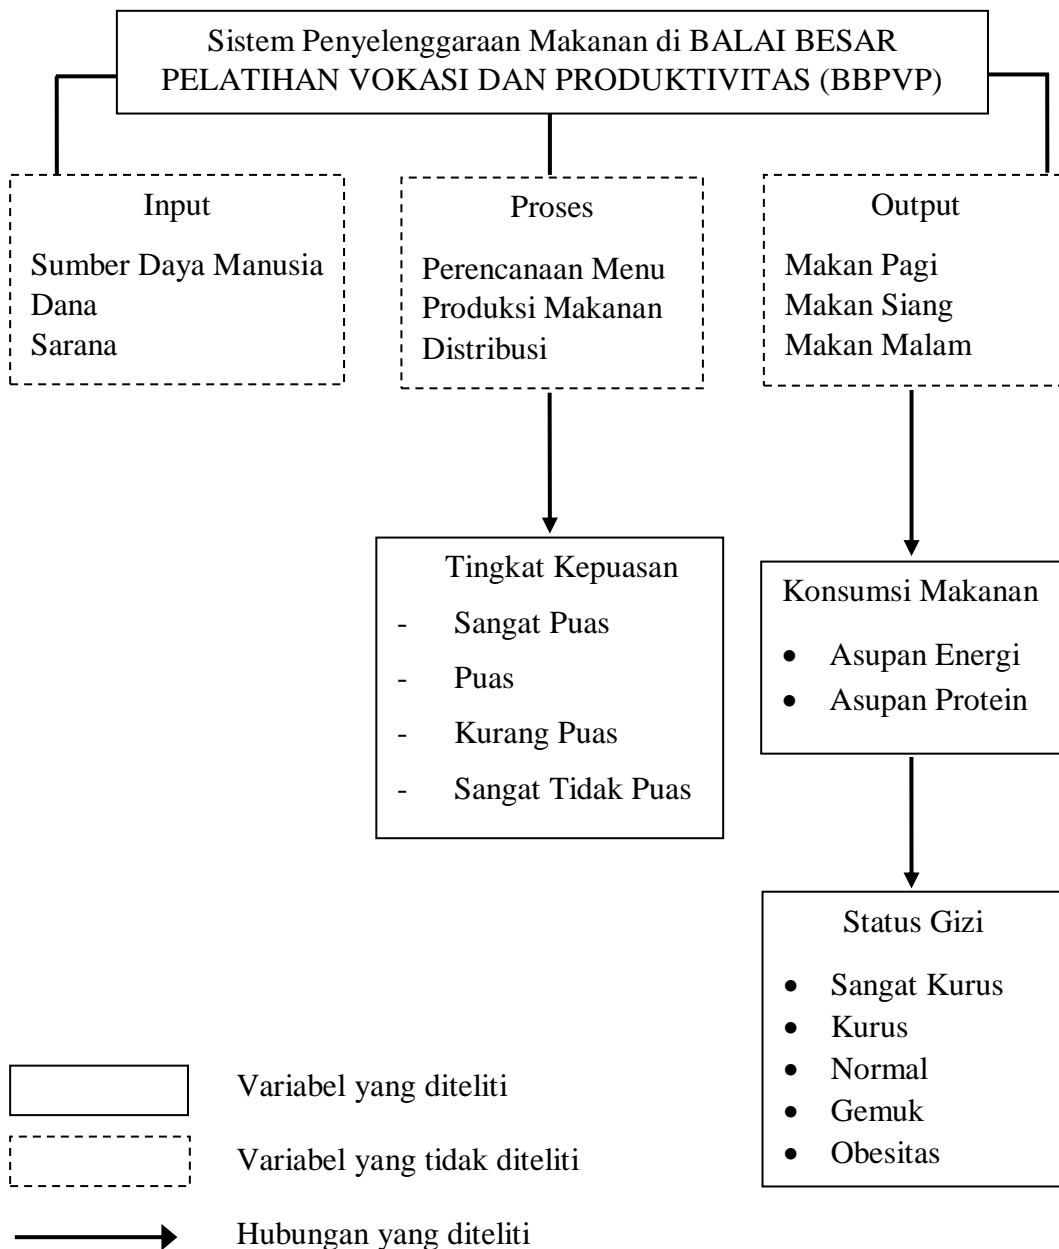 Sistem Penyelenggaraan Makanan di BALAI BESAR
PELATIHAN VOKASI DAN PRODUKTIVITAS (BBPVP)
Input
Sumber Daya Manusia
Dana
Sarana
Proses
Perencanaan Menu
Produksi Makanan
Distribusi
Output
Makan Pagi
Makan Siang
Makan Malam
Tingkat Kepuasan
- Sangat Puas
- Puas
- Kurang Puas
- Sangat Tidak Puas
Konsumsi Makanan
• Asupan Energi
• Asupan Protein
Status Gizi
• Sangat Kurus
• Kurus
• Normal
• Gemuk
• Obesitas
Variabel yang diteliti
Variabel yang tidak diteliti
Hubungan yang diteliti